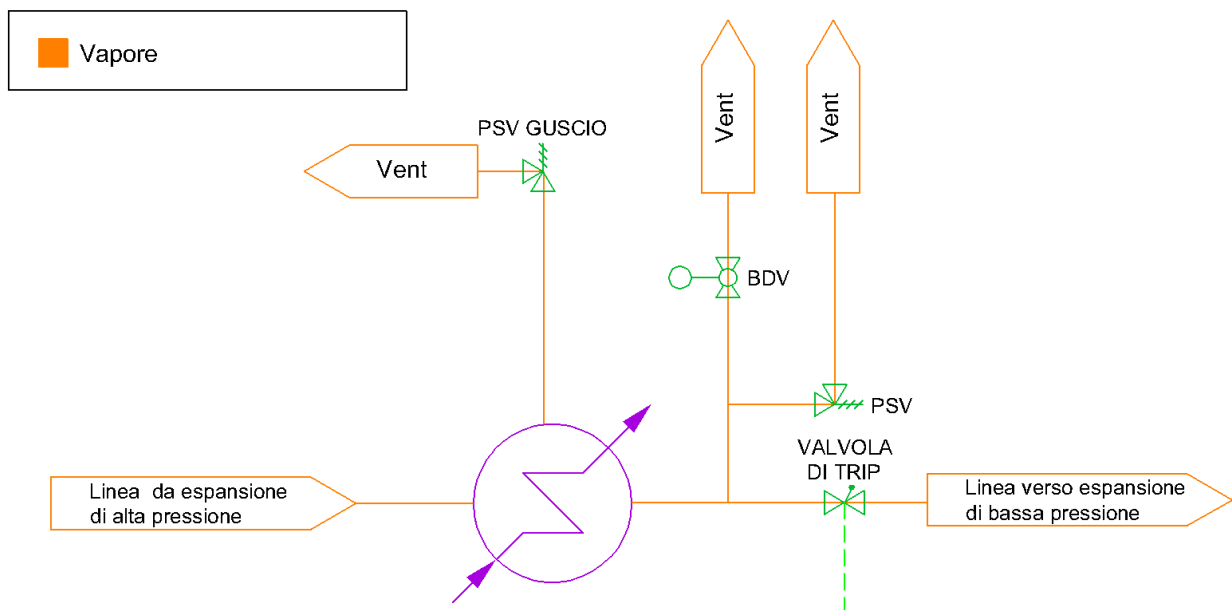 Vapore
PSV GUSCIO
Vent
Vent
Vent
BDV
PSV
VALVOLA
DI TRIP
Linea da espansione
di alta pressione
Linea verso espansione
di bassa pressione